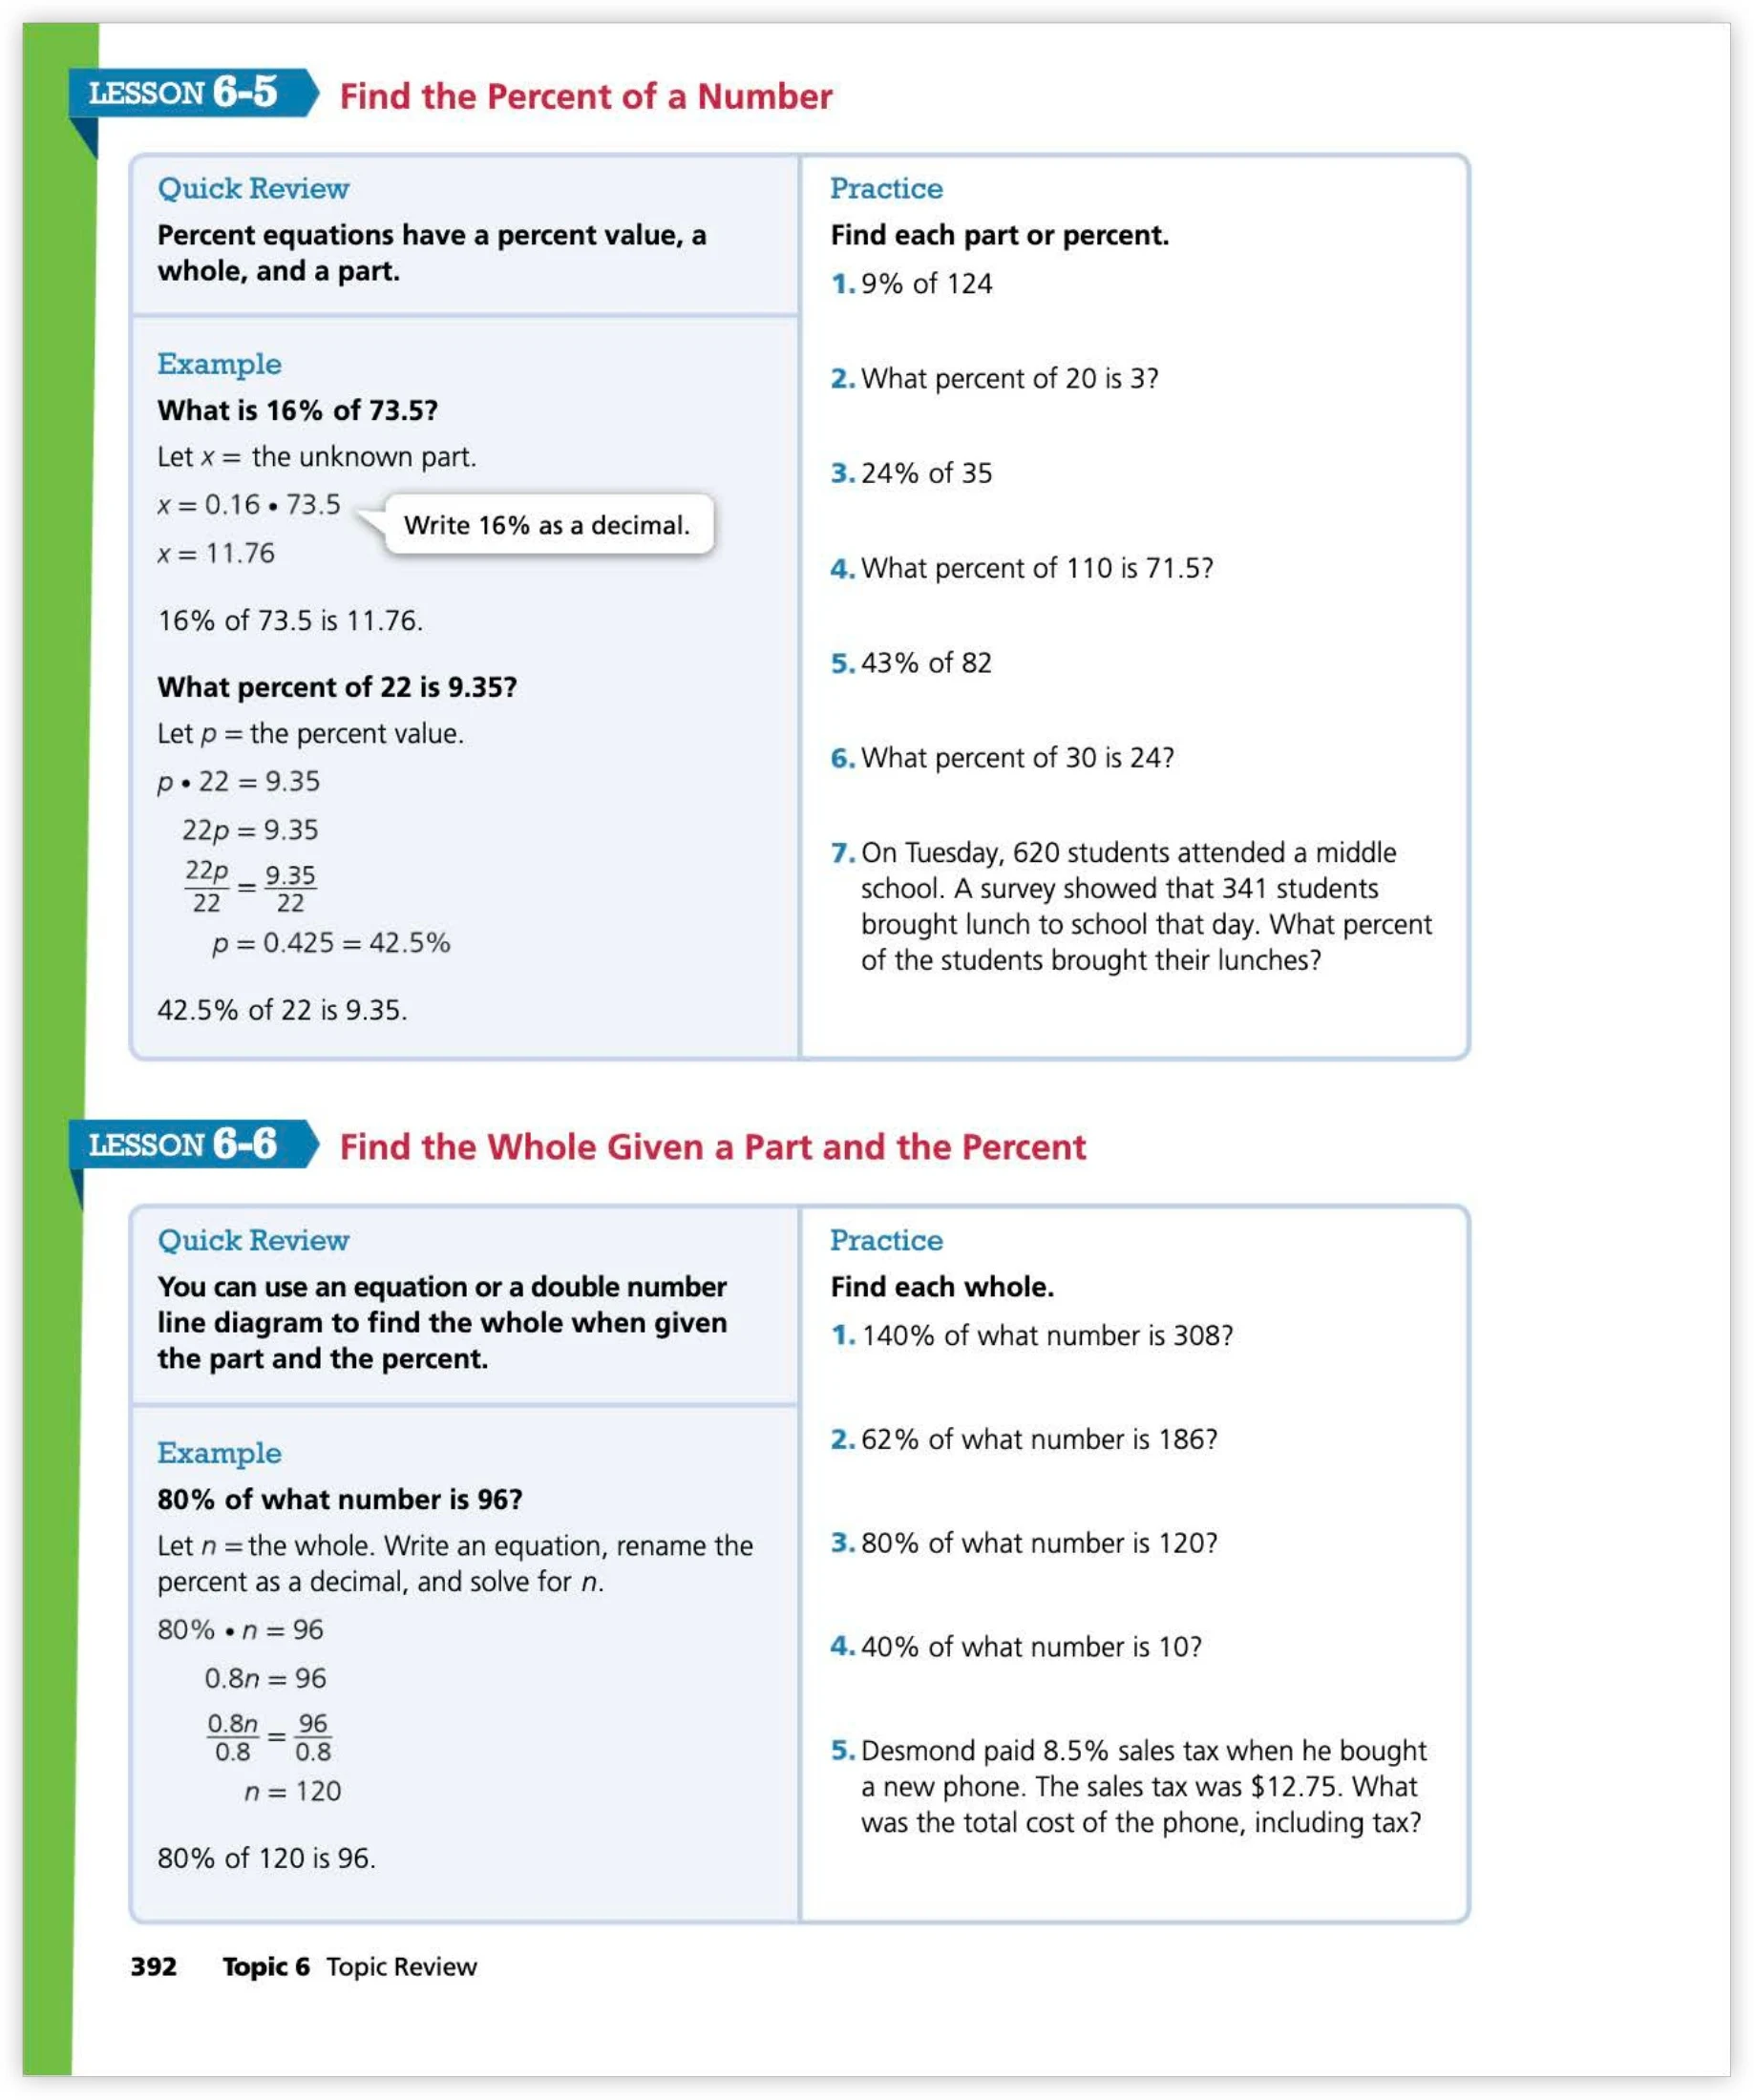 LESSON 6-5 Find the Percent of a Number
Quick Review
Percent equations have a percent value, a
whole, and a part.
Example
What is 16% of 73.5?
Let x = the unknown part.
x = 0.16 • 73.5
Write 16% as a decimal.
x = 11.76
16% of 73.5 is 11.76.
What percent of 22 is 9.35?
Let p = the percent value.
p • 22 = 9.35
22p = 9.35
22p/22 = 9.35/22
p = 0.425 = 42.5%
42.5% of 22 is 9.35.
Practice
Find each part or percent.
1. 9% of 124
2. What percent of 20 is 3?
3. 24% of 35
4. What percent of 110 is 71.5?
5. 43% of 82
6. What percent of 30 is 24?
7. On Tuesday, 620 students attended a middle
school. A survey showed that 341 students
brought lunch to school that day. What percent
of the students brought their lunches?
LESSON 6-6 Find the Whole Given a Part and the Percent
Quick Review
You can use an equation or a double number
line diagram to find the whole when given
the part and the percent.
Example
80% of what number is 96?
Let n = the whole. Write an equation, rename the
percent as a decimal, and solve for n.
80% • n = 96
0.8n = 96
0.8n/0.8 = 96/0.8
n = 120
80% of 120 is 96.
Practice
Find each whole.
1. 140% of what number is 308?
2. 62% of what number is 186?
3. 80% of what number is 120?
4. 40% of what number is 10?
5. Desmond paid 8.5% sales tax when he bought
a new phone. The sales tax was $12.75. What
was the total cost of the phone, including tax?
392 Topic 6 Topic Review